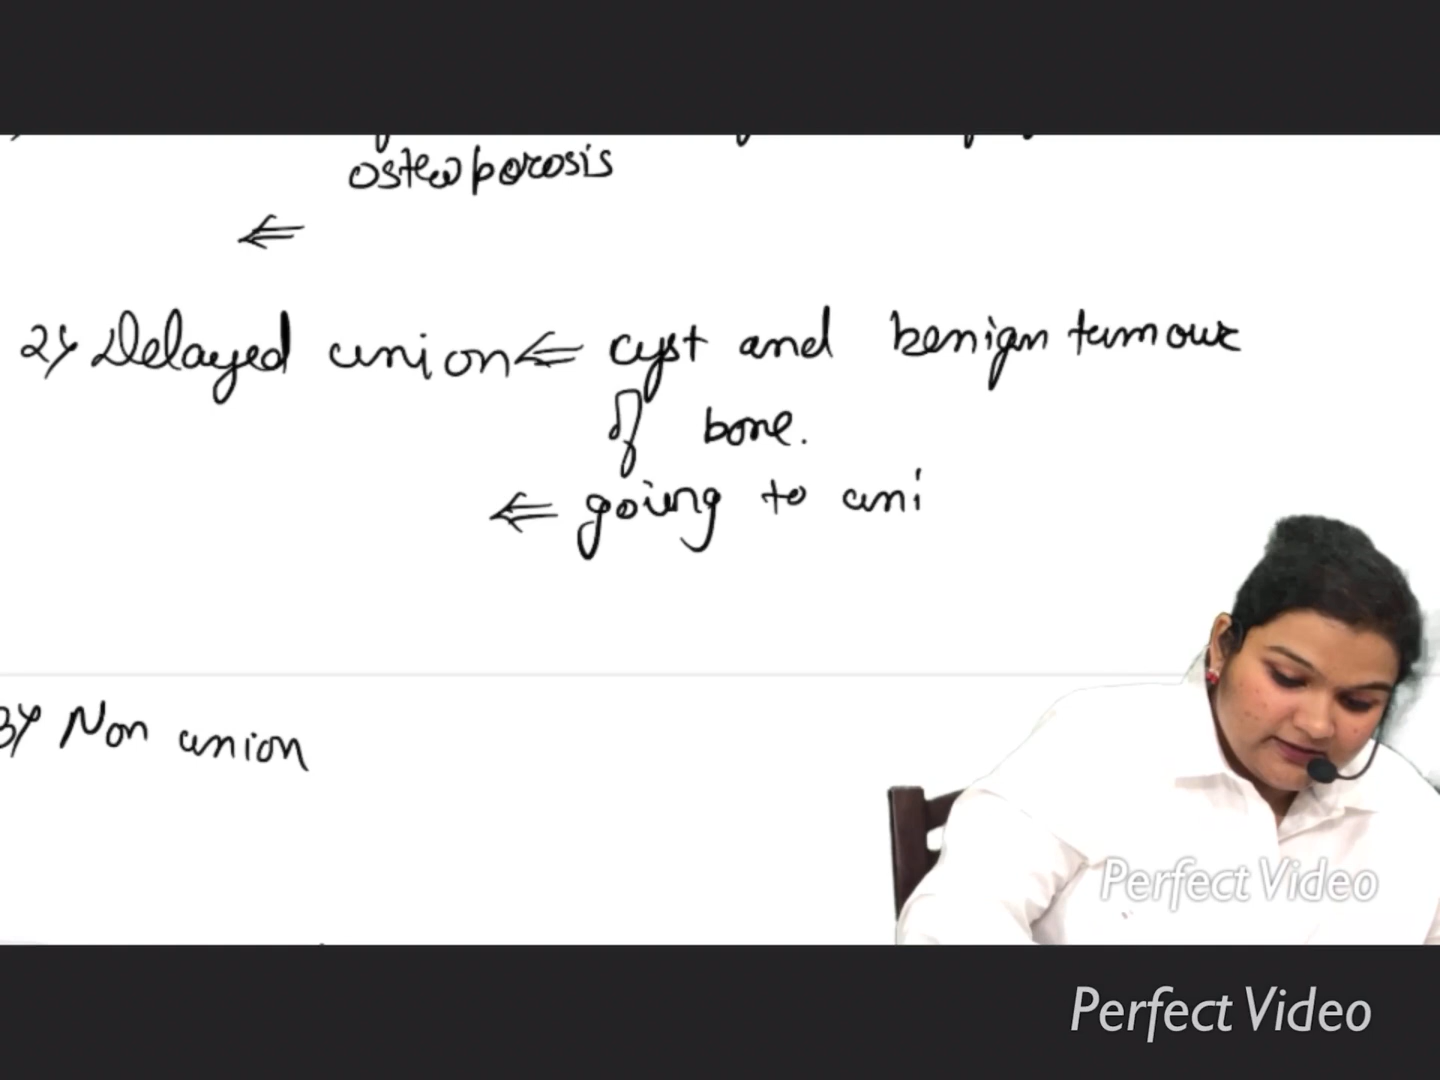 osteoporosis
⇐
2) Delayed union ⇐ cyst and benign tumour
of bone.
⇐ going to uni
3) Non union
Perfect Video
Perfect Video